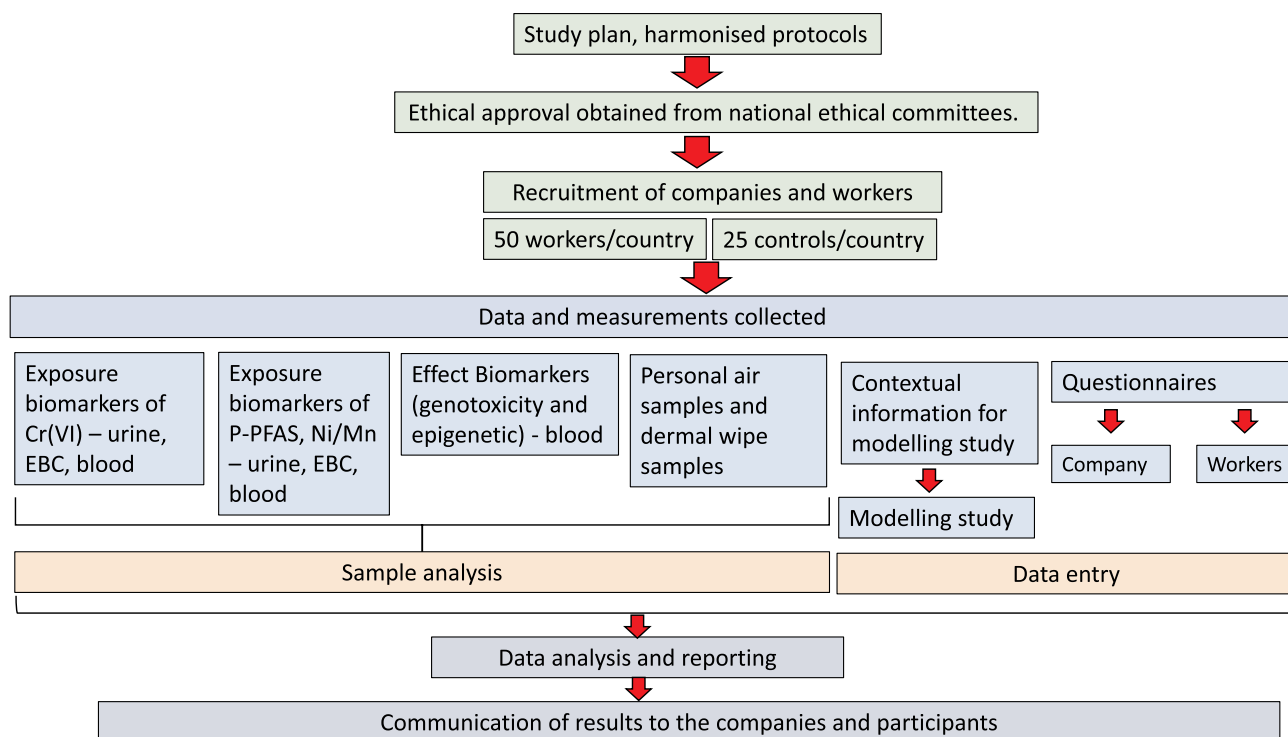 Study plan, harmonised protocols
Ethical approval obtained from national ethical committees.
Recruitment of companies and workers
50 workers/country
25 controls/country
Data and measurements collected
Exposure
biomarkers of
Cr(VI) – urine,
EBC, blood
Exposure
biomarkers of
P-PFAS, Ni/Mn
– urine, EBC,
blood
Effect Biomarkers
(genotoxicity and
epigenetic) - blood
Personal air
samples and
dermal wipe
samples
Contextual
information for
modelling study
Modelling study
Questionnaires
Company
Workers
Sample analysis
Data entry
Data analysis and reporting
Communication of results to the companies and participants